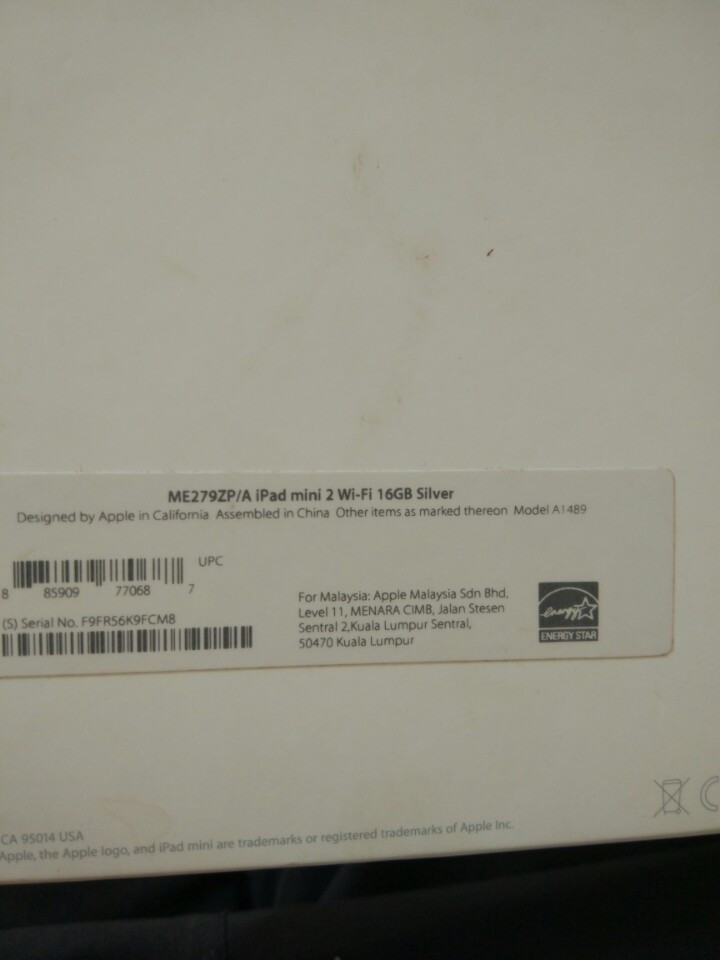 ME279ZP/A iPad mini 2 Wi-Fi 16GB Silver
Designed by Apple in California Assembled in China Other items as marked thereon Model A1489
UPC
8 85909 77068 7
(S) Serial No. F9FR56K9FCM8
For Malaysia: Apple Malaysia Sdn Bhd,
Level 11, MENARA CIMB, Jalan Stesen
Sentral 2,Kuala Lumpur Sentral,
50470 Kuala Lumpur
energy
ENERGY STAR
CA 95014 USA
Apple, the Apple logo, and iPad mini are trademarks or registered trademarks of Apple Inc.